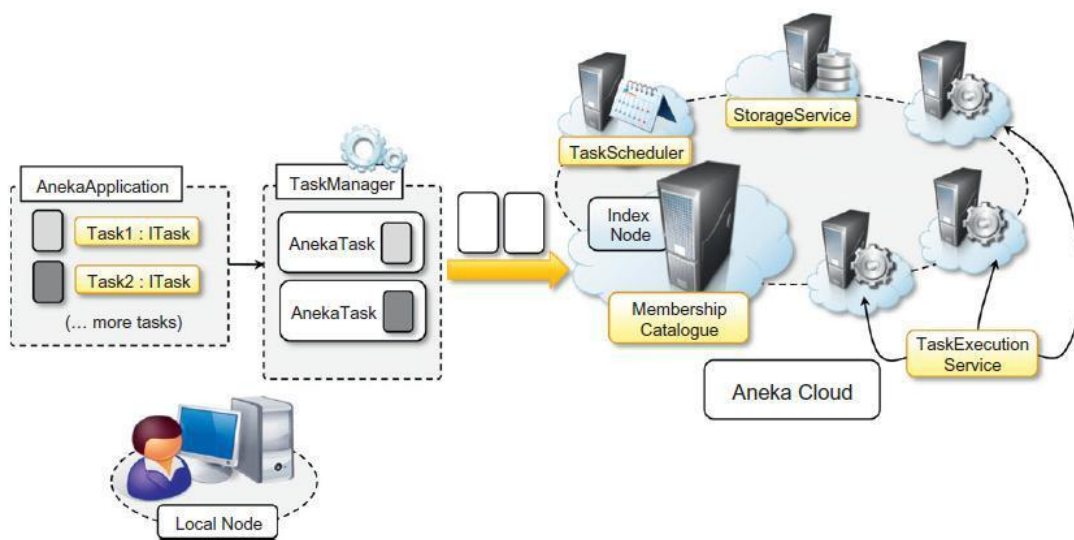 AnekaApplication
Task1 : ITask
Task2 : ITask
(... more tasks)
TaskManager
AnekaTask
AnekaTask
TaskScheduler
StorageService
Index
Node
Membership
Catalogue
TaskExecution
Service
Aneka Cloud
Local Node